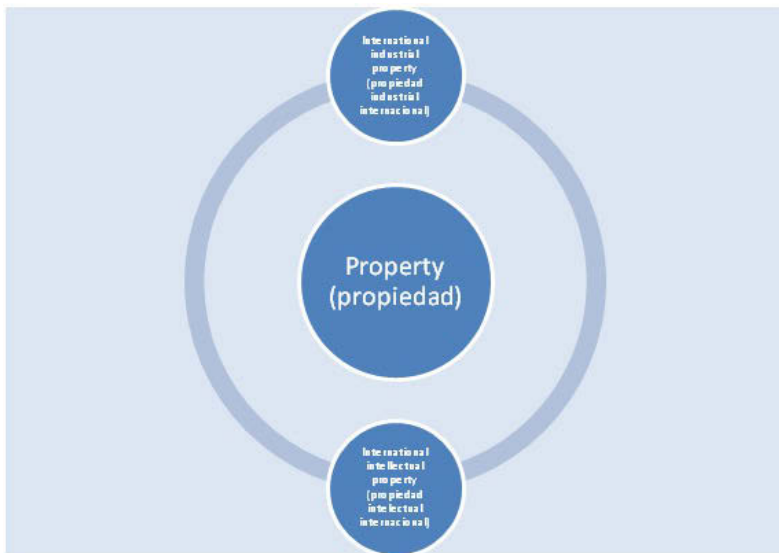 International
industrial
property
(propiedad
industrial
internacional)
Property
(propiedad)
International
intellectual
property
(propiedad
intelectual
internacional)